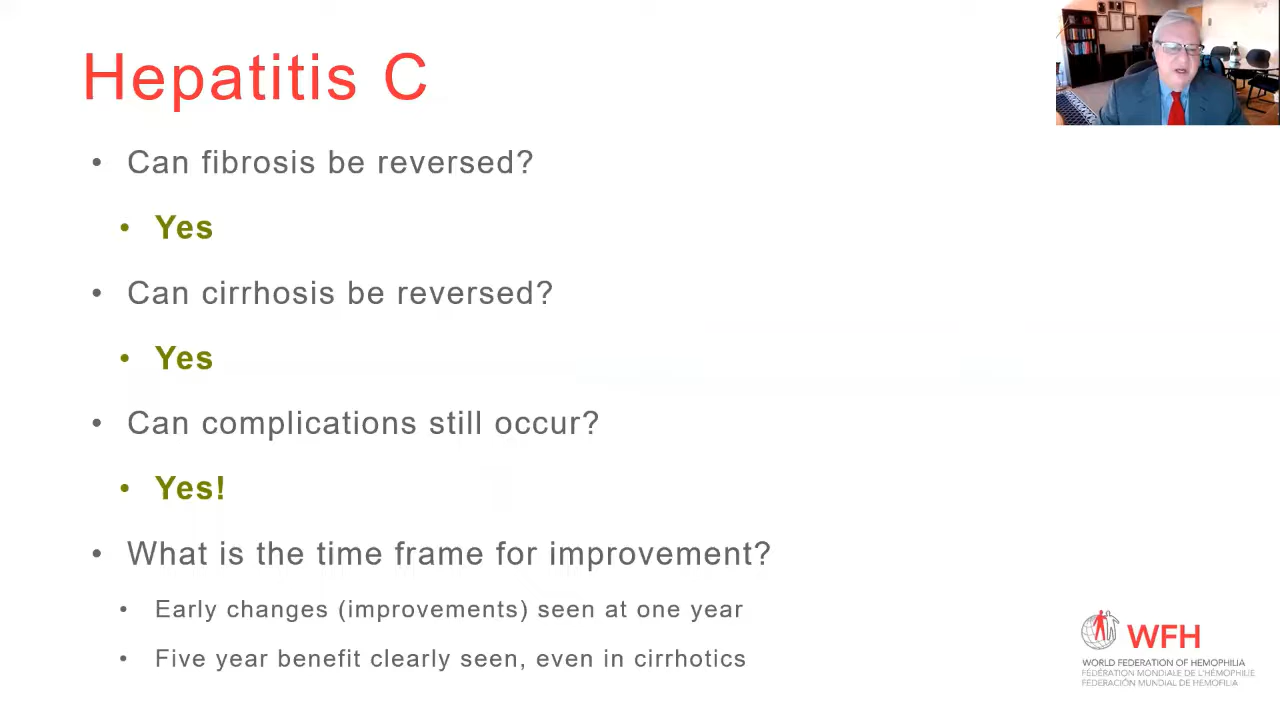 Hepatitis C
• Can fibrosis be reversed?
• Yes
• Can cirrhosis be reversed?
• Yes
• Can complications still occur?
• Yes!
• What is the time frame for improvement?
• Early changes (improvements) seen at one year
• Five year benefit clearly seen, even in cirrhotics
WFH
WORLD FEDERATION OF HEMOPHILIA
FÉDÉRATION MONDIALE DE L'HÉMOPHILIE
FEDERACIÓN MUNDIAL DE HEMOFILIA